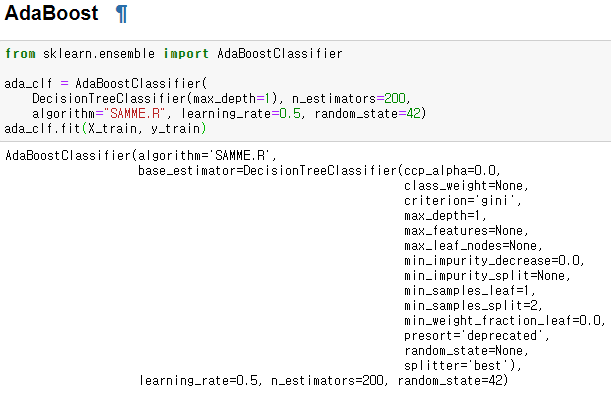 AdaBoost ¶
from sklearn.ensemble import AdaBoostClassifier
ada_clf = AdaBoostClassifier(
    DecisionTreeClassifier(max_depth=1), n_estimators=200,
    algorithm="SAMME.R", learning_rate=0.5, random_state=42)
ada_clf.fit(X_train, y_train)
AdaBoostClassifier(algorithm='SAMME.R',
                   base_estimator=DecisionTreeClassifier(ccp_alpha=0.0,
                                                         class_weight=None,
                                                         criterion='gini',
                                                         max_depth=1,
                                                         max_features=None,
                                                         max_leaf_nodes=None,
                                                         min_impurity_decrease=0.0,
                                                         min_impurity_split=None,
                                                         min_samples_leaf=1,
                                                         min_samples_split=2,
                                                         min_weight_fraction_leaf=0.0,
                                                         presort='deprecated',
                                                         random_state=None,
                                                         splitter='best'),
                   learning_rate=0.5, n_estimators=200, random_state=42)